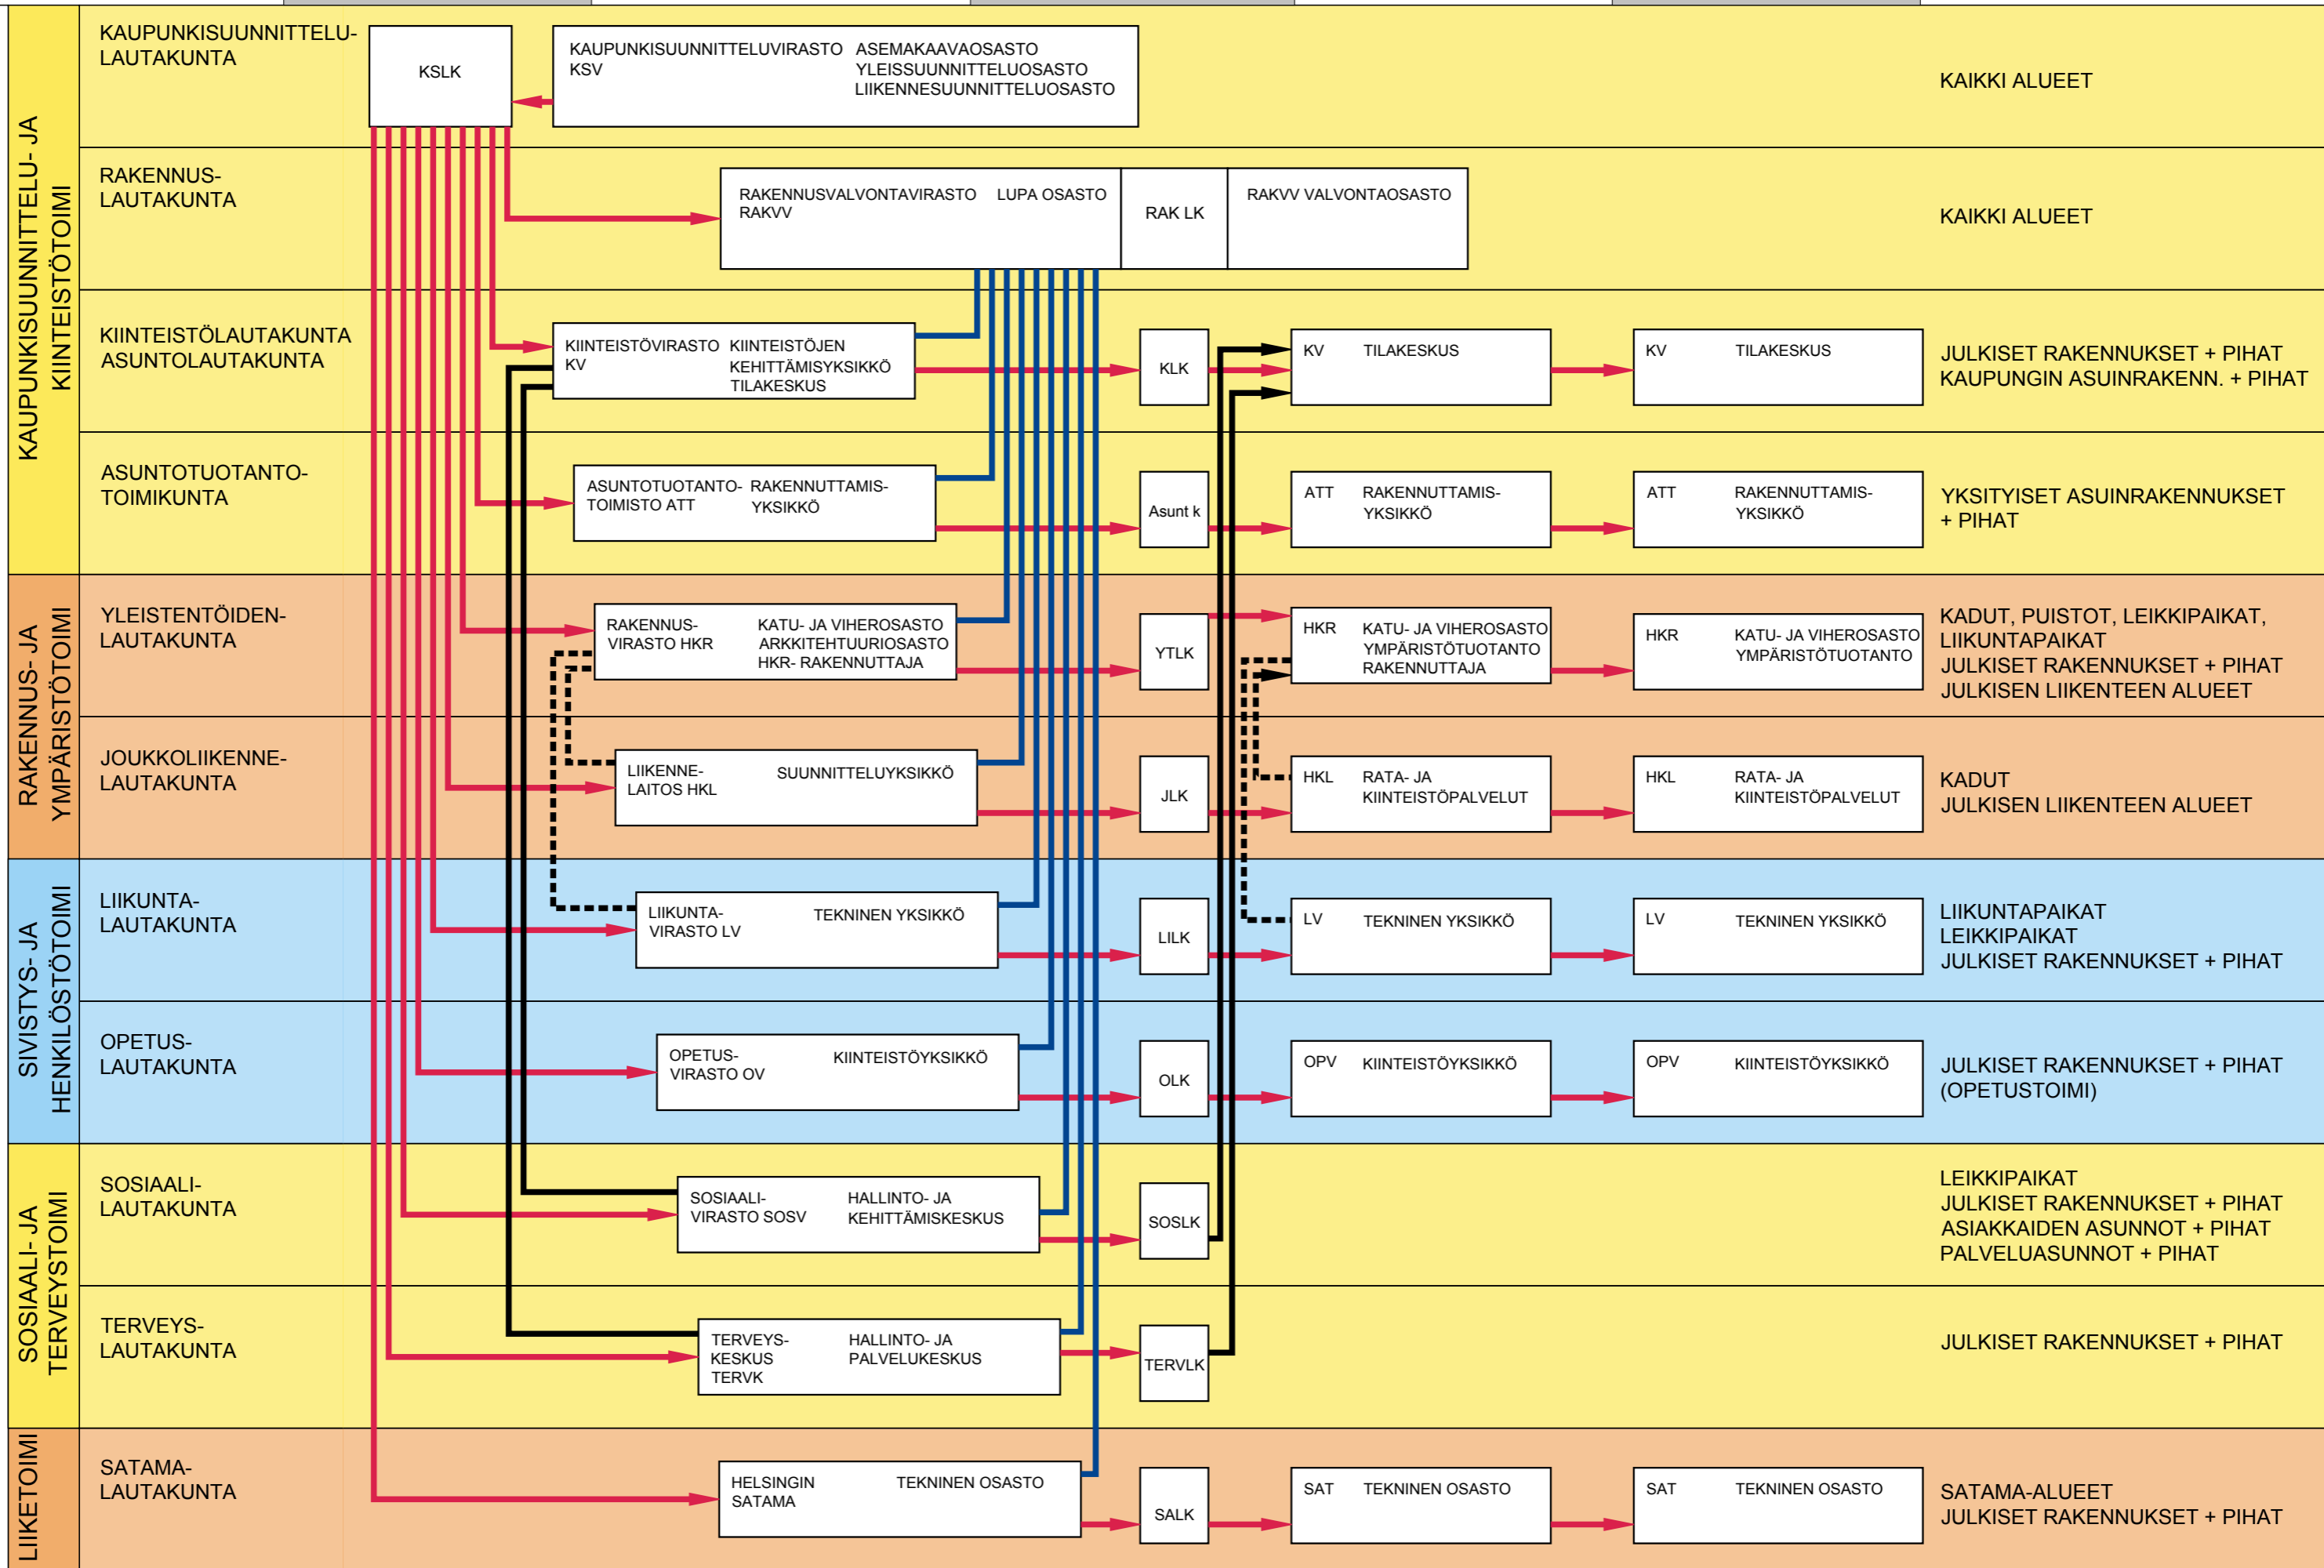 KAUPUNKISUUNNITTELU- JA
KIINTEISTÖTOIMI
KAUPUNKISUUNNITTELU-
LAUTAKUNTA
KSLK
KAUPUNKISUUNNITTELUVIRASTO ASEMAKAAVAOSASTO
KSV YLEISSUUNNITTELUOSASTO
LIIKENNESUUNNITTELUOSASTO
KAIKKI ALUEET
RAKENNUS-
LAUTAKUNTA
RAKENNUSVALVONTAVIRASTO LUPA OSASTO
RAKVV
RAK LK
RAKVV VALVONTAOSASTO
KAIKKI ALUEET
KIINTEISTÖLAUTAKUNTA
ASUNTOLAUTAKUNTA
KIINTEISTÖVIRASTO KIINTEISTÖJEN
KV KEHITTÄMISYKSIKKÖ
TILAKESKUS
KLK
KV TILAKESKUS
KV TILAKESKUS
JULKISET RAKENNUKSET + PIHAT
KAUPUNGIN ASUINRAKENN. + PIHAT
ASUNTOTUOTANTO-
TOIMIKUNTA
ASUNTOTUOTANTO- RAKENNUTTAMIS-
TOIMISTO ATT YKSIKKÖ
Asunt k
ATT RAKENNUTTAMIS-
YKSIKKÖ
ATT RAKENNUTTAMIS-
YKSIKKÖ
YKSITYISET ASUINRAKENNUKSET
+ PIHAT
RAKENNUS- JA
YMPÄRISTÖTOIMI
YLEISTENTÖIDEN-
LAUTAKUNTA
RAKENNUS- KATU- JA VIHEROSASTO
VIRASTO HKR ARKKITEHTUURIOSASTO
HKR- RAKENNUTTAJA
YTLK
HKR KATU- JA VIHEROSASTO
YMPÄRISTÖTUOTANTO
RAKENNUTTAJA
HKR KATU- JA VIHEROSASTO
YMPÄRISTÖTUOTANTO
KADUT, PUISTOT, LEIKKIPAIKAT,
LIIKUNTAPAIKAT
JULKISET RAKENNUKSET + PIHAT
JULKISEN LIIKENTEEN ALUEET
JOUKKOLIIKENNE-
LAUTAKUNTA
LIIKENNE- SUUNNITTELUYKSIKKÖ
LAITOS HKL
JLK
HKL RATA- JA
KIINTEISTÖPALVELUT
HKL RATA- JA
KIINTEISTÖPALVELUT
KADUT
JULKISEN LIIKENTEEN ALUEET
SIVISTYS- JA
HENKILÖSTÖTOIMI
LIIKUNTA-
LAUTAKUNTA
LIIKUNTA- TEKNINEN YKSIKKÖ
VIRASTO LV
LILK
LV TEKNINEN YKSIKKÖ
LV TEKNINEN YKSIKKÖ
LIIKUNTAPAIKAT
LEIKKIPAIKAT
JULKISET RAKENNUKSET + PIHAT
OPETUS-
LAUTAKUNTA
OPETUS- KIINTEISTÖYKSIKKÖ
VIRASTO OV
OLK
OPV KIINTEISTÖYKSIKKÖ
OPV KIINTEISTÖYKSIKKÖ
JULKISET RAKENNUKSET + PIHAT
(OPETUSTOIMI)
SOSIAALI- JA
TERVEYSTOIMI
SOSIAALI-
LAUTAKUNTA
SOSIAALI- HALLINTO- JA
VIRASTO SOSV KEHITTÄMISKESKUS
SOSLK
LEIKKIPAIKAT
JULKISET RAKENNUKSET + PIHAT
ASIAKKAIDEN ASUNNOT + PIHAT
PALVELUASUNNOT + PIHAT
TERVEYS-
LAUTAKUNTA
TERVEYS- HALLINTO- JA
KESKUS PALVELUKESKUS
TERVK
TERVLK
JULKISET RAKENNUKSET + PIHAT
LIIKETOIMI
SATAMA-
LAUTAKUNTA
HELSINGIN TEKNINEN OSASTO
SATAMA
SALK
SAT TEKNINEN OSASTO
SAT TEKNINEN OSASTO
SATAMA-ALUEET
JULKISET RAKENNUKSET + PIHAT